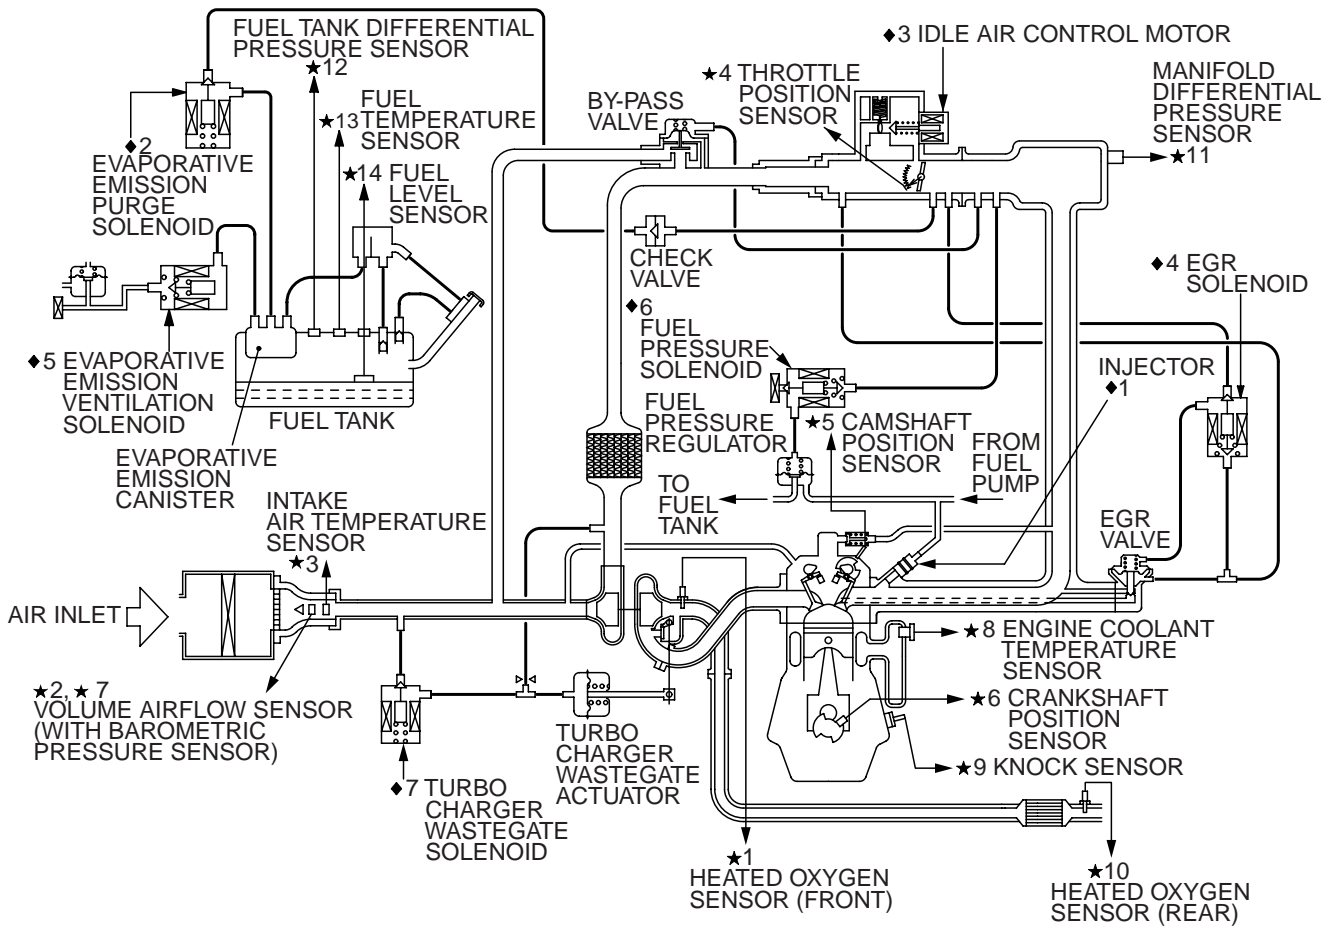 FUEL TANK DIFFERENTIAL
PRESSURE SENSOR
★12
FUEL
★13 TEMPERATURE
SENSOR
★14 FUEL
LEVEL
SENSOR
♦2
EVAPORATIVE
EMISSION
PURGE
SOLENOID
♦5 EVAPORATIVE
EMISSION
VENTILATION
SOLENOID
FUEL TANK
EVAPORATIVE
EMISSION
CANISTER
BY-PASS
VALVE
★4 THROTTLE
POSITION
SENSOR
♦3 IDLE AIR CONTROL MOTOR
MANIFOLD
DIFFERENTIAL
PRESSURE
SENSOR
★11
CHECK
VALVE
♦6
FUEL
PRESSURE
SOLENOID
FUEL
PRESSURE
REGULATOR
♦4 EGR
SOLENOID
INJECTOR
♦1
★5 CAMSHAFT
POSITION
SENSOR
FROM
FUEL
PUMP
TO
FUEL
TANK
EGR
VALVE
INTAKE
AIR TEMPERATURE
SENSOR
★3
AIR INLET
★2, ★ 7
VOLUME AIRFLOW SENSOR
(WITH BAROMETRIC
PRESSURE SENSOR)
♦7 TURBO
CHARGER
WASTEGATE
SOLENOID
TURBO
CHARGER
WASTEGATE
ACTUATOR
★8 ENGINE COOLANT
TEMPERATURE
SENSOR
★6 CRANKSHAFT
POSITION
SENSOR
★9 KNOCK SENSOR
★1
HEATED OXYGEN
SENSOR (FRONT)
★10
HEATED OXYGEN
SENSOR (REAR)